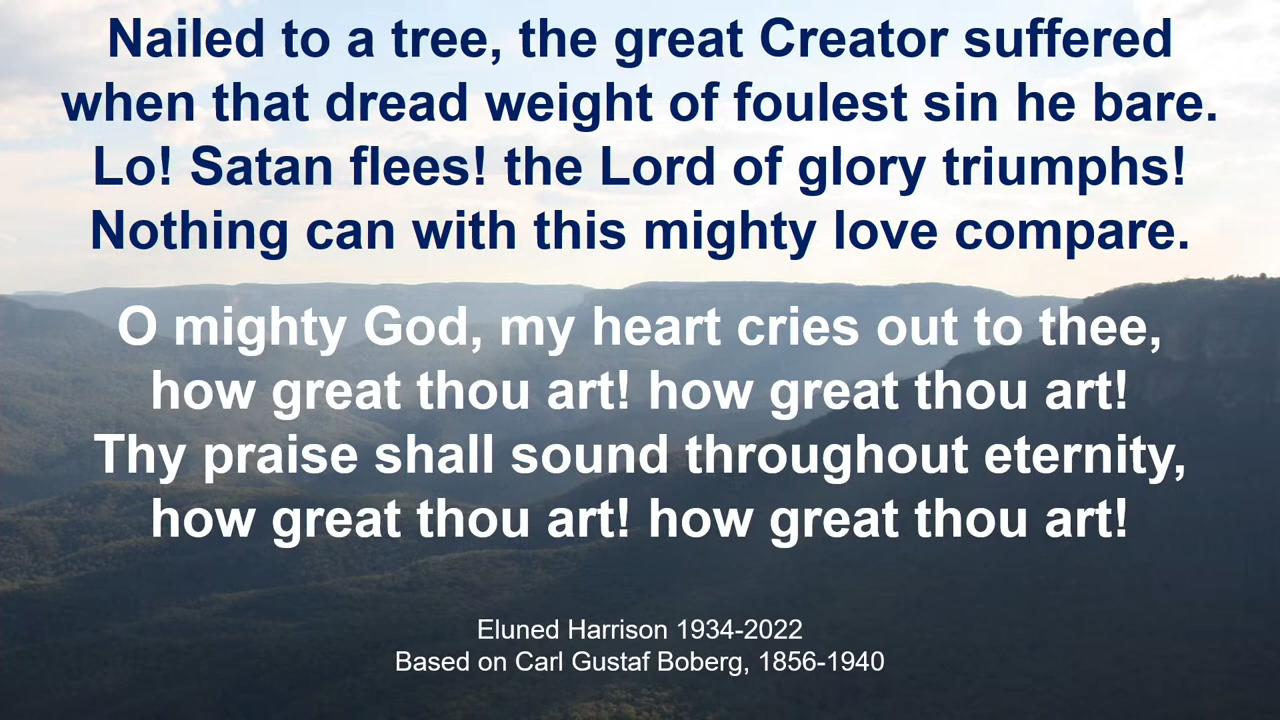 Nailed to a tree, the great Creator suffered
when that dread weight of foulest sin he bare.
Lo! Satan flees! the Lord of glory triumphs!
Nothing can with this mighty love compare.
O mighty God, my heart cries out to thee,
how great thou art! how great thou art!
Thy praise shall sound throughout eternity,
how great thou art! how great thou art!
Eluned Harrison 1934-2022
Based on Carl Gustaf Boberg, 1856-1940